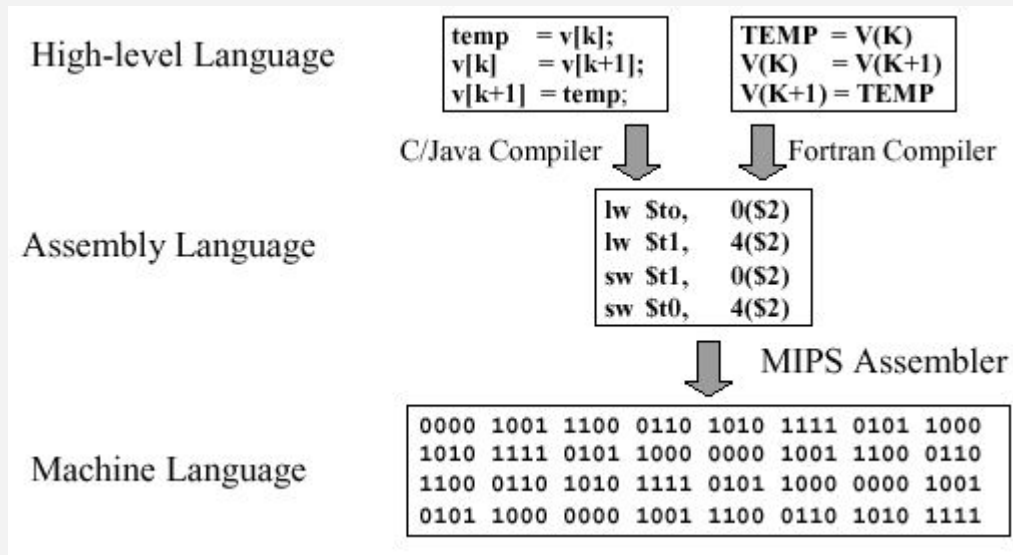 High-level Language
temp = v[k];
v[k] = v[k+1];
v[k+1] = temp;
TEMP = V(K)
V(K) = V(K+1)
V(K+1) = TEMP
C/Java Compiler
Fortran Compiler
Assembly Language
lw $to, 0($2)
lw $t1, 4($2)
sw $t1, 0($2)
sw $t0, 4($2)
MIPS Assembler
Machine Language
0000 1001 1100 0110 1010 1111 0101 1000
1010 1111 0101 1000 0000 1001 1100 0110
1100 0110 1010 1111 0101 1000 0000 1001
0101 1000 0000 1001 1100 0110 1010 1111